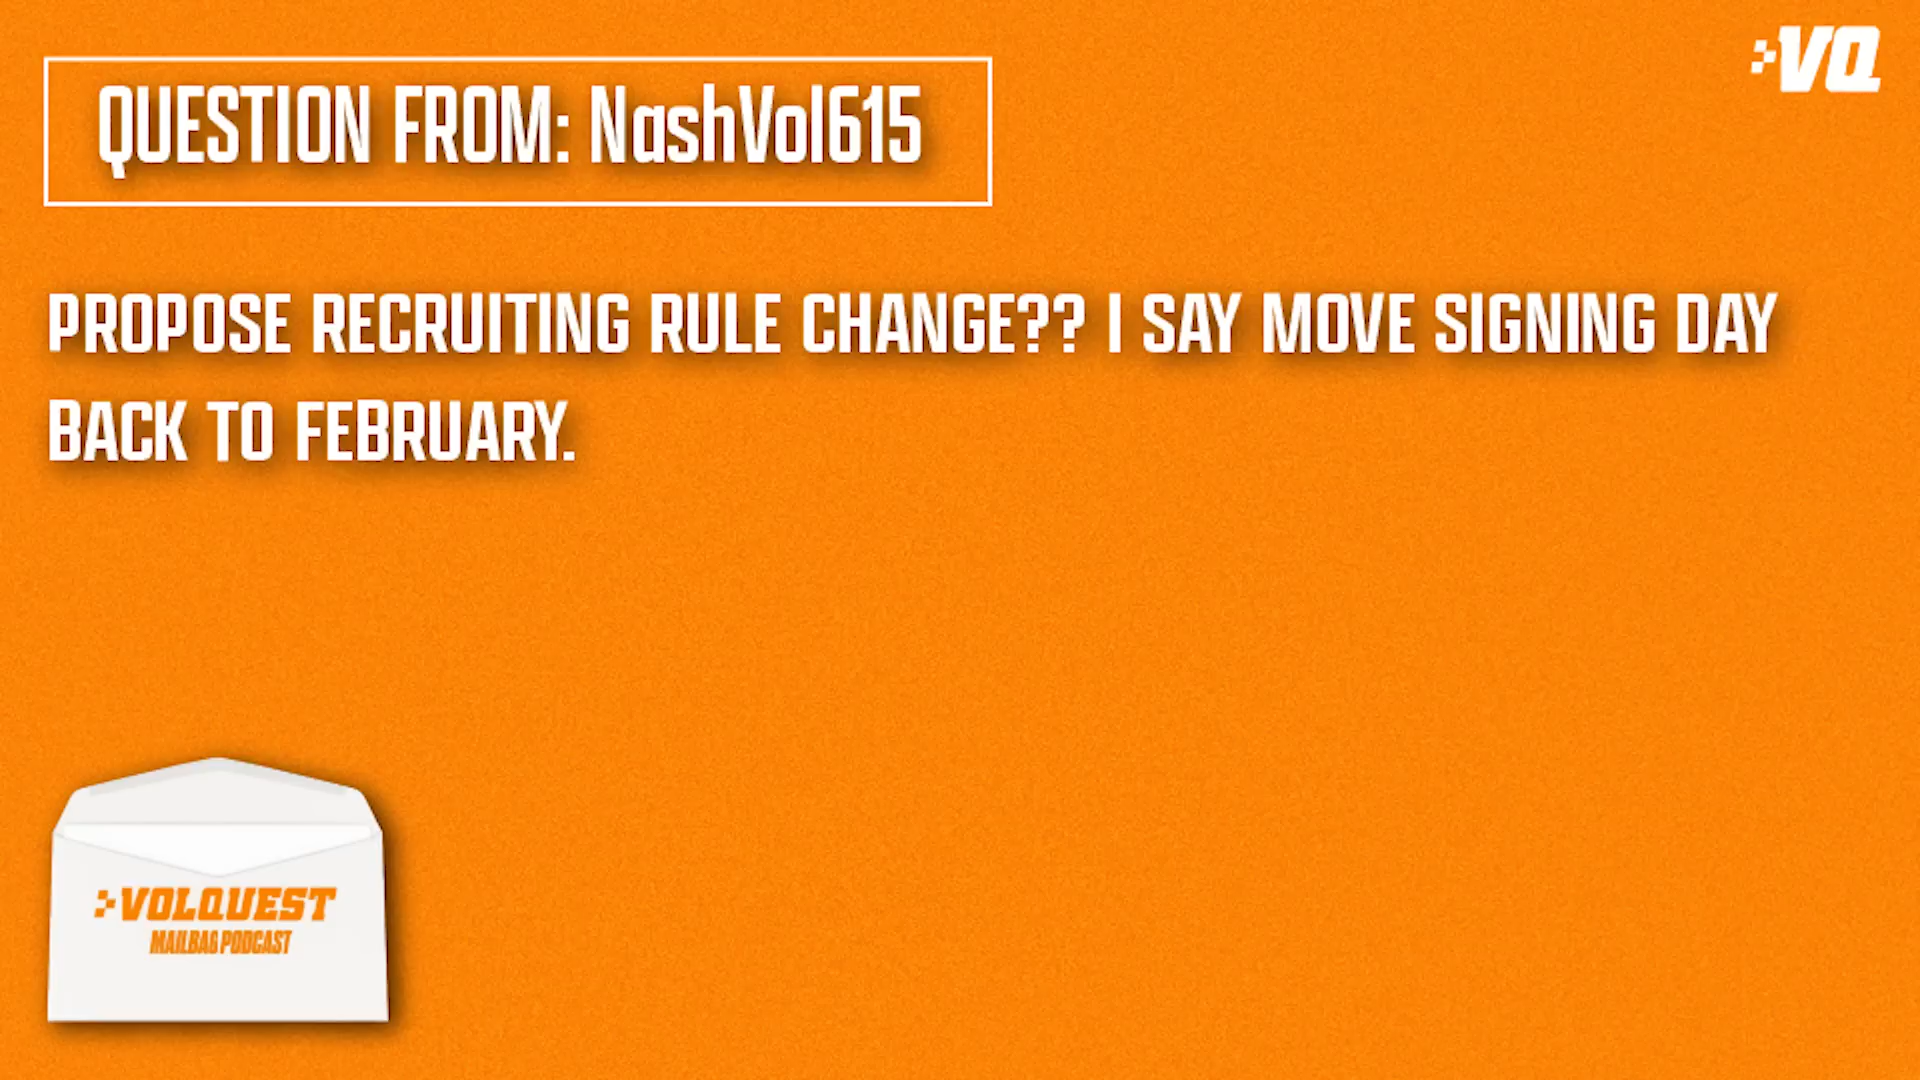 VQ
QUESTION FROM: NashVol615
PROPOSE RECRUITING RULE CHANGE?? I SAY MOVE SIGNING DAY
BACK TO FEBRUARY.
VOLQUEST
MAILBAG PODCAST